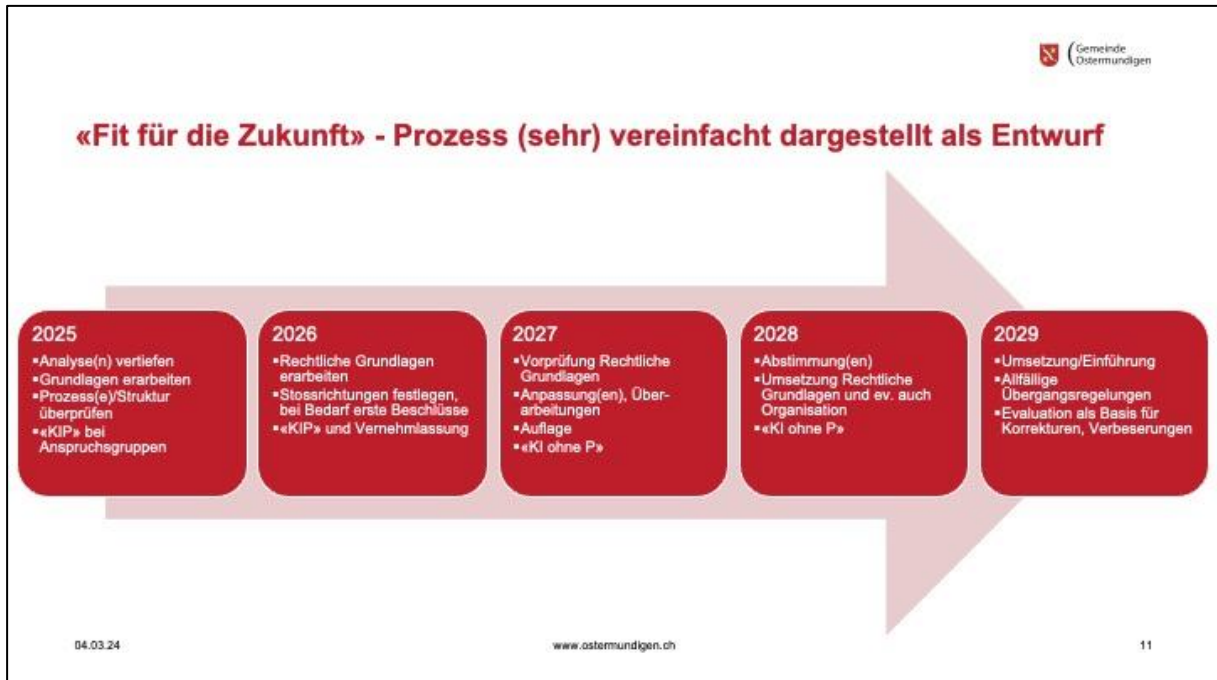 Gemeinde
Ostermundigen
«Fit für die Zukunft» - Prozess (sehr) vereinfacht dargestellt als Entwurf
2025
▪Analyse(n) vertiefen
▪Grundlagen erarbeiten
▪Prozess(e)/Struktur
überprüfen
▪«KIP» bei
Anspruchsgruppen
2026
▪Rechtliche Grundlagen
erarbeiten
▪Stossrichtungen festlegen,
bei Bedarf erste Beschlüsse
▪«KIP» und Vernehmlassung
2027
▪Vorprüfung Rechtliche
Grundlagen
▪Anpassung(en), Über-
arbeitungen
▪Auflage
▪«KI ohne P»
2028
▪Abstimmung(en)
▪Umsetzung Rechtliche
Grundlagen und ev. auch
Organisation
▪«KI ohne P»
2029
▪Umsetzung/Einführung
▪Allfällige
Übergangsregelungen
▪Evaluation als Basis für
Korrekturen, Verbeserungen
04.03.24
www.ostermundigen.ch
11